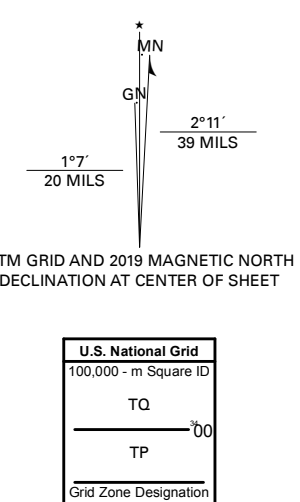 MN
GN
2°11´
39 MILS
1°7´
20 MILS
TM GRID AND 2019 MAGNETIC NORTH
DECLINATION AT CENTER OF SHEET
U.S. National Grid
100,000 - m Square ID
TQ
00
TP
Grid Zone Designation